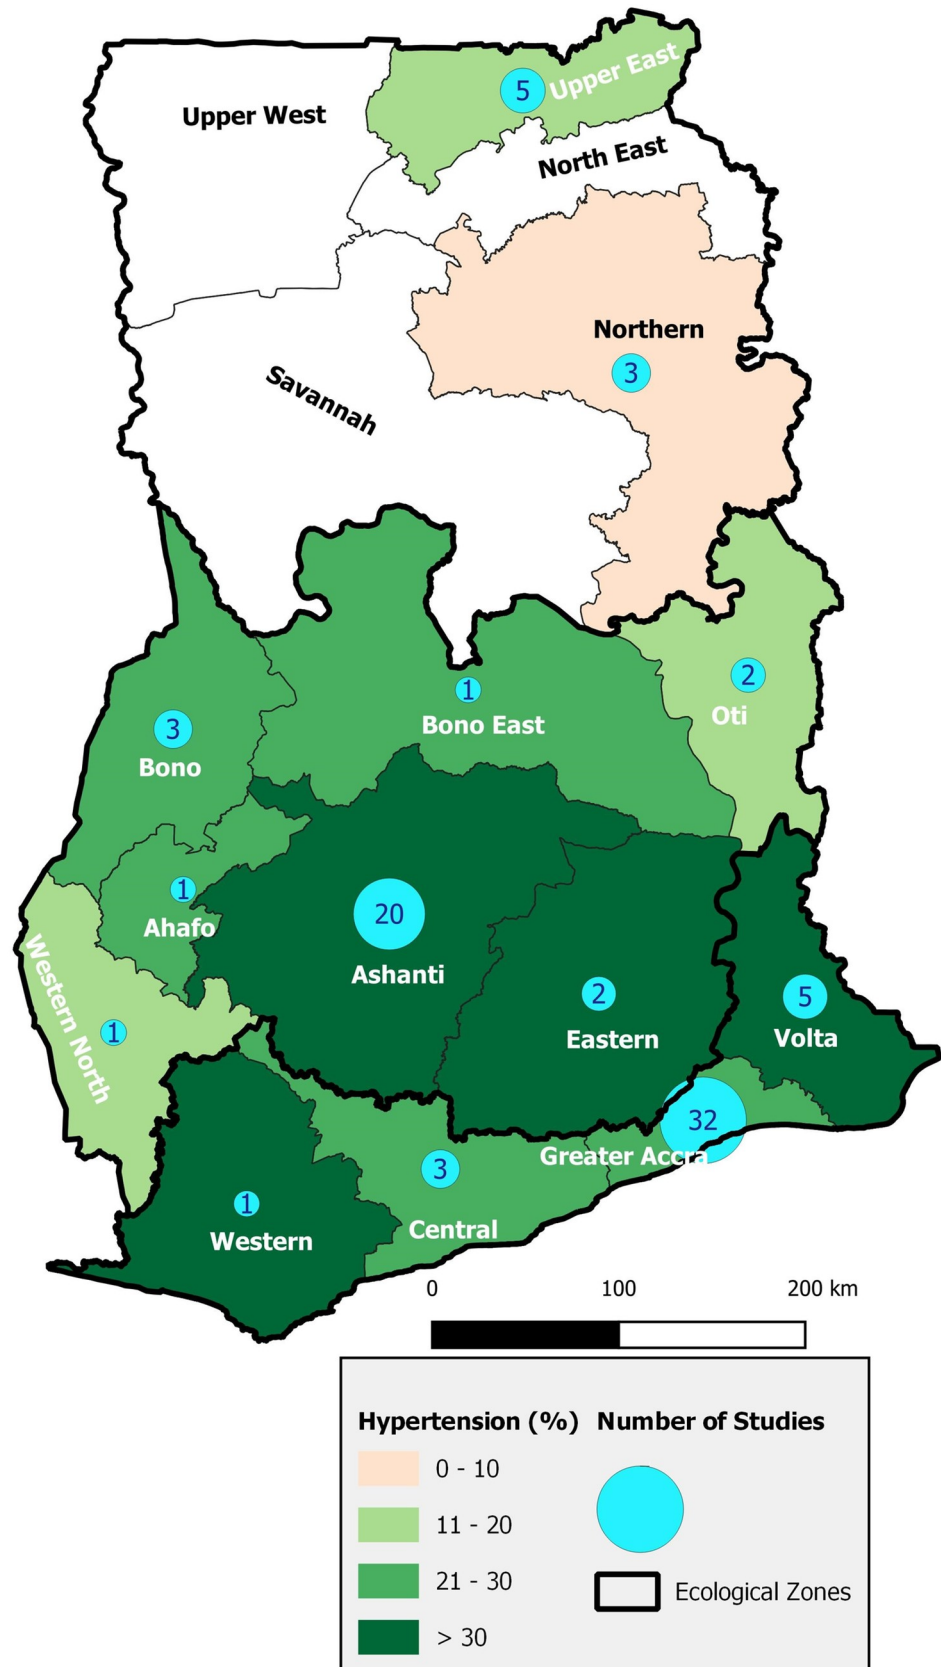 Upper East
5
Upper West
North East
Northern
3
Savannah
2
Oti
1
Bono East
3
Bono
1
Ahafo
20
Ashanti
Western North
1
2
Eastern
5
Volta
32
Greater Accra
3
Central
1
Western
0 100 200 km
Hypertension (%) Number of Studies
0 - 10
11 - 20
21 - 30
Ecological Zones
> 30